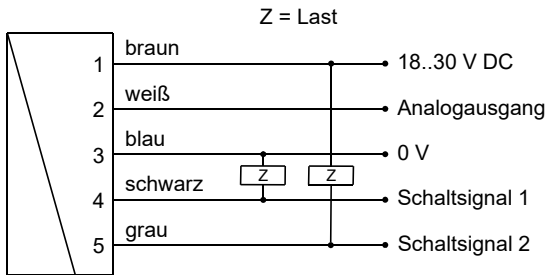 Z = Last
1 braun 18..30 V DC
2 weiß Analogausgang
3 blau 0 V
Z Z
4 schwarz Schaltsignal 1
5 grau Schaltsignal 2